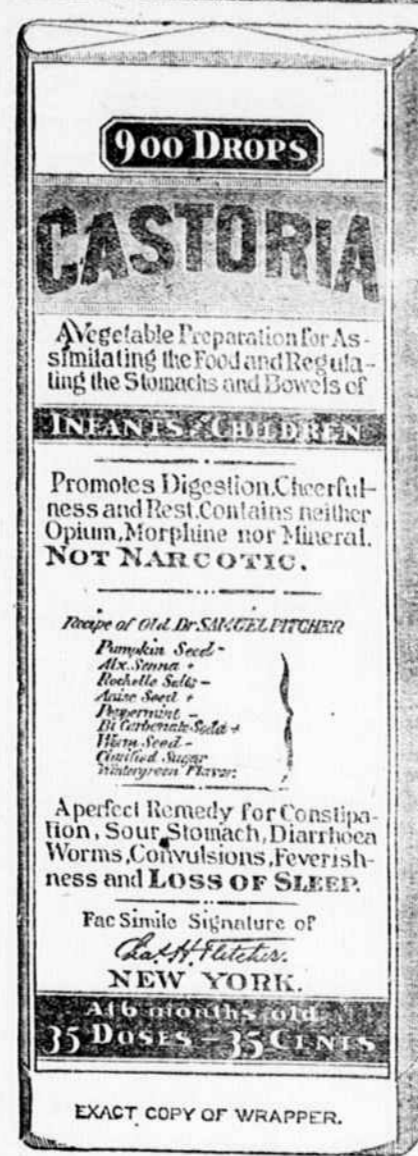 900 DROPS
CASTORIA
A Vegetable Preparation for As-
similating the Food and Regula-
ting the Stomachs and Bowels of
INFANTS / CHILDREN
Promotes Digestion, Cheerful-
ness and Rest. Contains neither
Opium, Morphine nor Mineral.
NOT NARCOTIC.
Recipe of Old Dr SAMUEL PITCHER
Pumpkin Seed -
Alx. Senna +
Rochelle Salts -
Anise Seed +
Peppermint -
Bi Carbonate Soda +
Worm Seed -
Clarified Sugar
Wintergreen Flavor.
A perfect Remedy for Constipa-
tion, Sour Stomach, Diarrhoea
Worms, Convulsions, Feverish-
ness and LOSS OF SLEEP.
Fac Simile Signature of
Chas. H. Fletcher.
NEW YORK.
At 6 months old
35 DOSES - 35 CENTS
EXACT COPY OF WRAPPER.